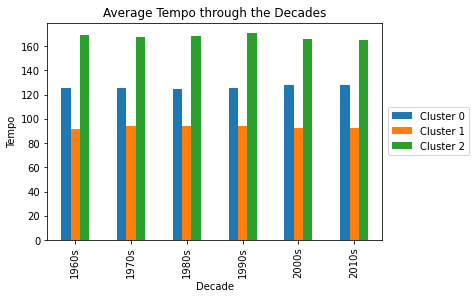 Average Tempo through the Decades
Tempo
160
140
120
100
80
60
40
20
0
1960s
1970s
1980s
1990s
2000s
2010s
Decade
Cluster 0
Cluster 1
Cluster 2